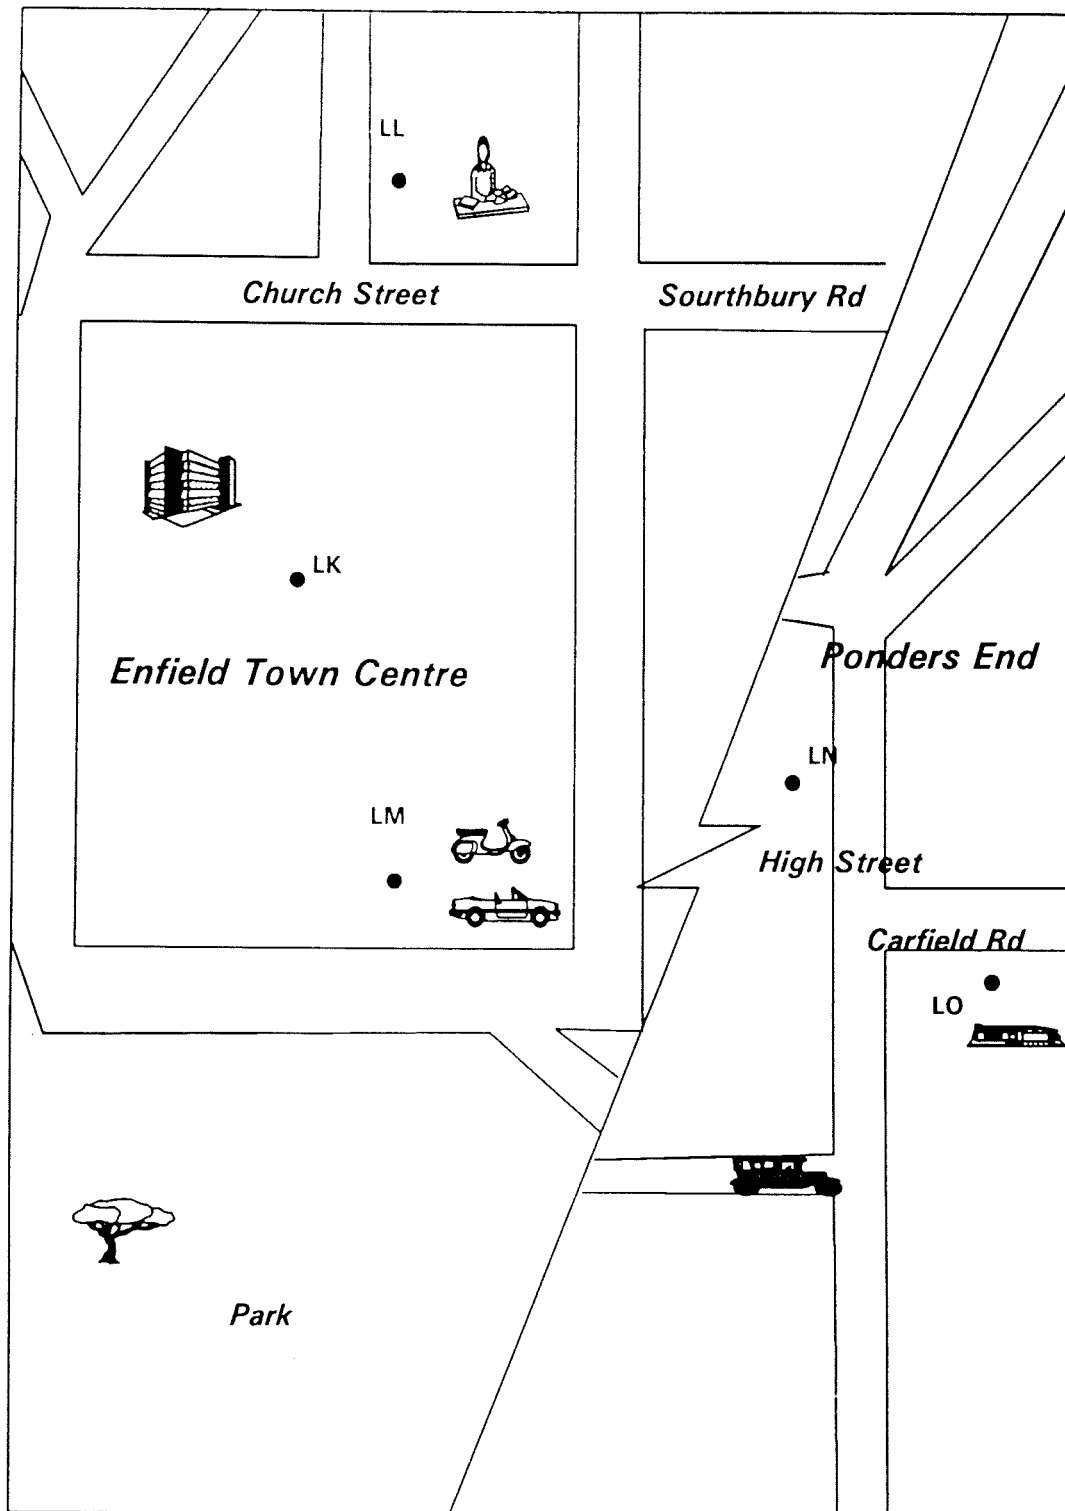 LL
Church Street
Sourthbury Rd
LK
Enfield Town Centre
Ponders End
LN
LM
High Street
Carfield Rd
LO
Park